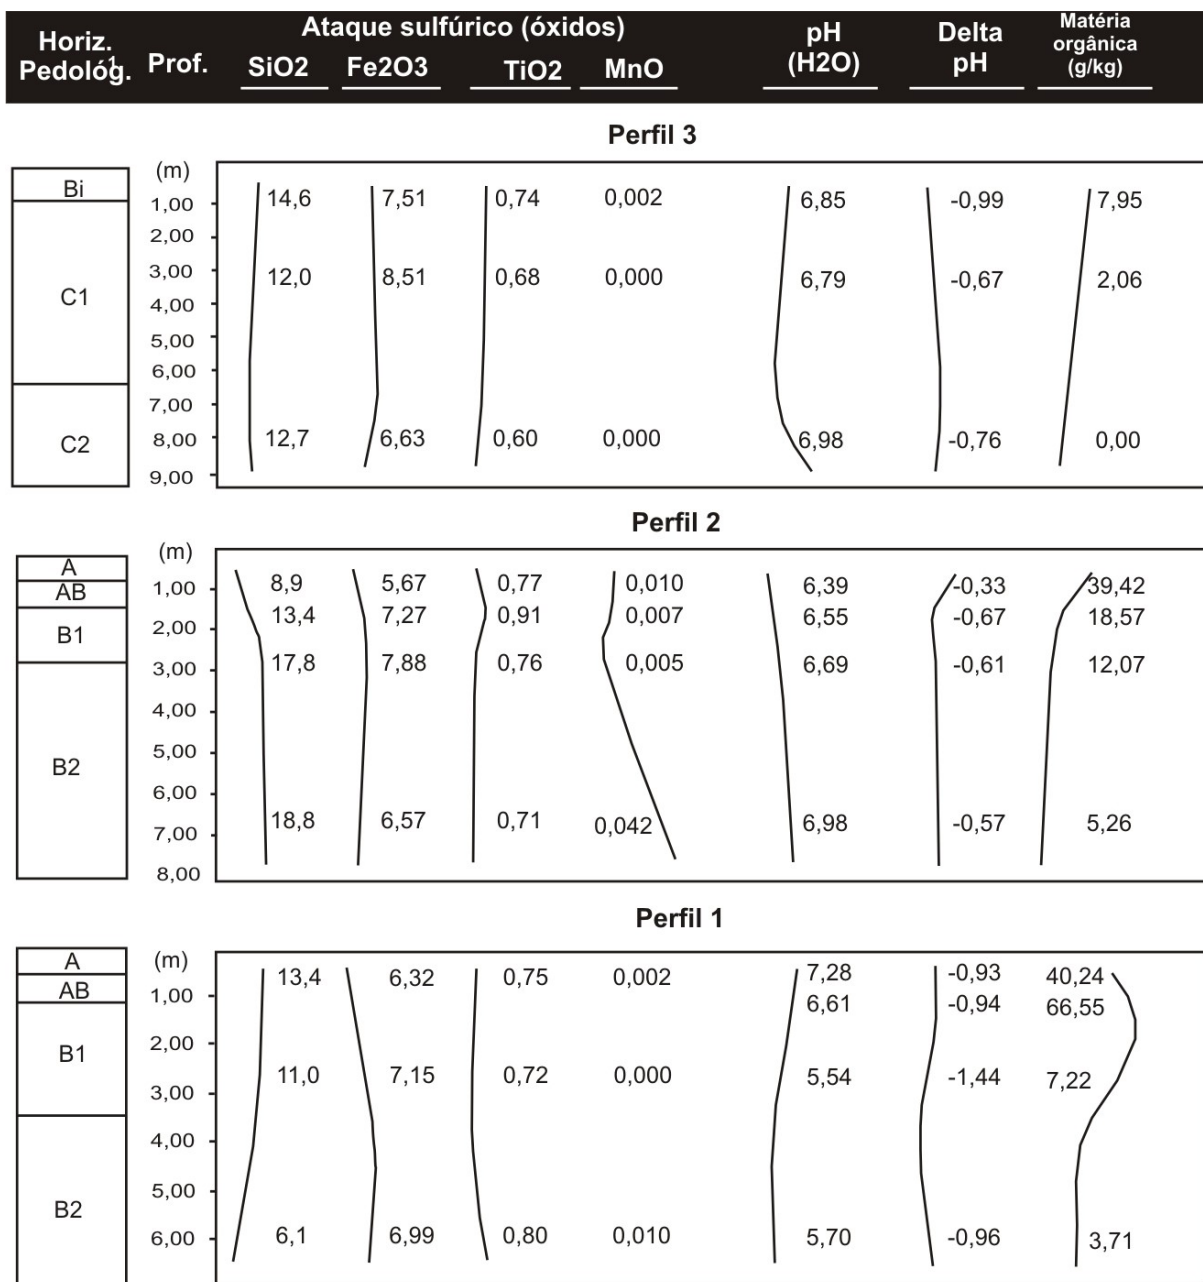 Ataque sulfúrico (óxidos)
Horiz. Pedológ. Prof. SiO2 Fe2O3 TiO2 MnO pH (H2O) Delta pH Matéria orgânica (g/kg)
Perfil 3
(m)
Bi
1,00 14,6 7,51 0,74 0,002 6,85 -0,99 7,95
2,00
3,00 12,0 8,51 0,68 0,000 6,79 -0,67 2,06
C1
4,00
5,00
6,00
7,00
C2
8,00 12,7 6,63 0,60 0,000 6,98 -0,76 0,00
9,00
Perfil 2
(m)
A
1,00 8,9 5,67 0,77 0,010 6,39 -0,33 39,42
AB
13,4 7,27 0,91 0,007 6,55 -0,67 18,57
2,00
B1
3,00 17,8 7,88 0,76 0,005 6,69 -0,61 12,07
4,00
5,00
B2
6,00
7,00 18,8 6,57 0,71 0,042 6,98 -0,57 5,26
8,00
Perfil 1
(m)
A
13,4 6,32 0,75 0,002 7,28 -0,93 40,24
AB
1,00 6,61 -0,94 66,55
2,00
B1
11,0 7,15 0,72 0,000 5,54 -1,44 7,22
3,00
4,00
5,00
B2
6,00 6,1 6,99 0,80 0,010 5,70 -0,96 3,71